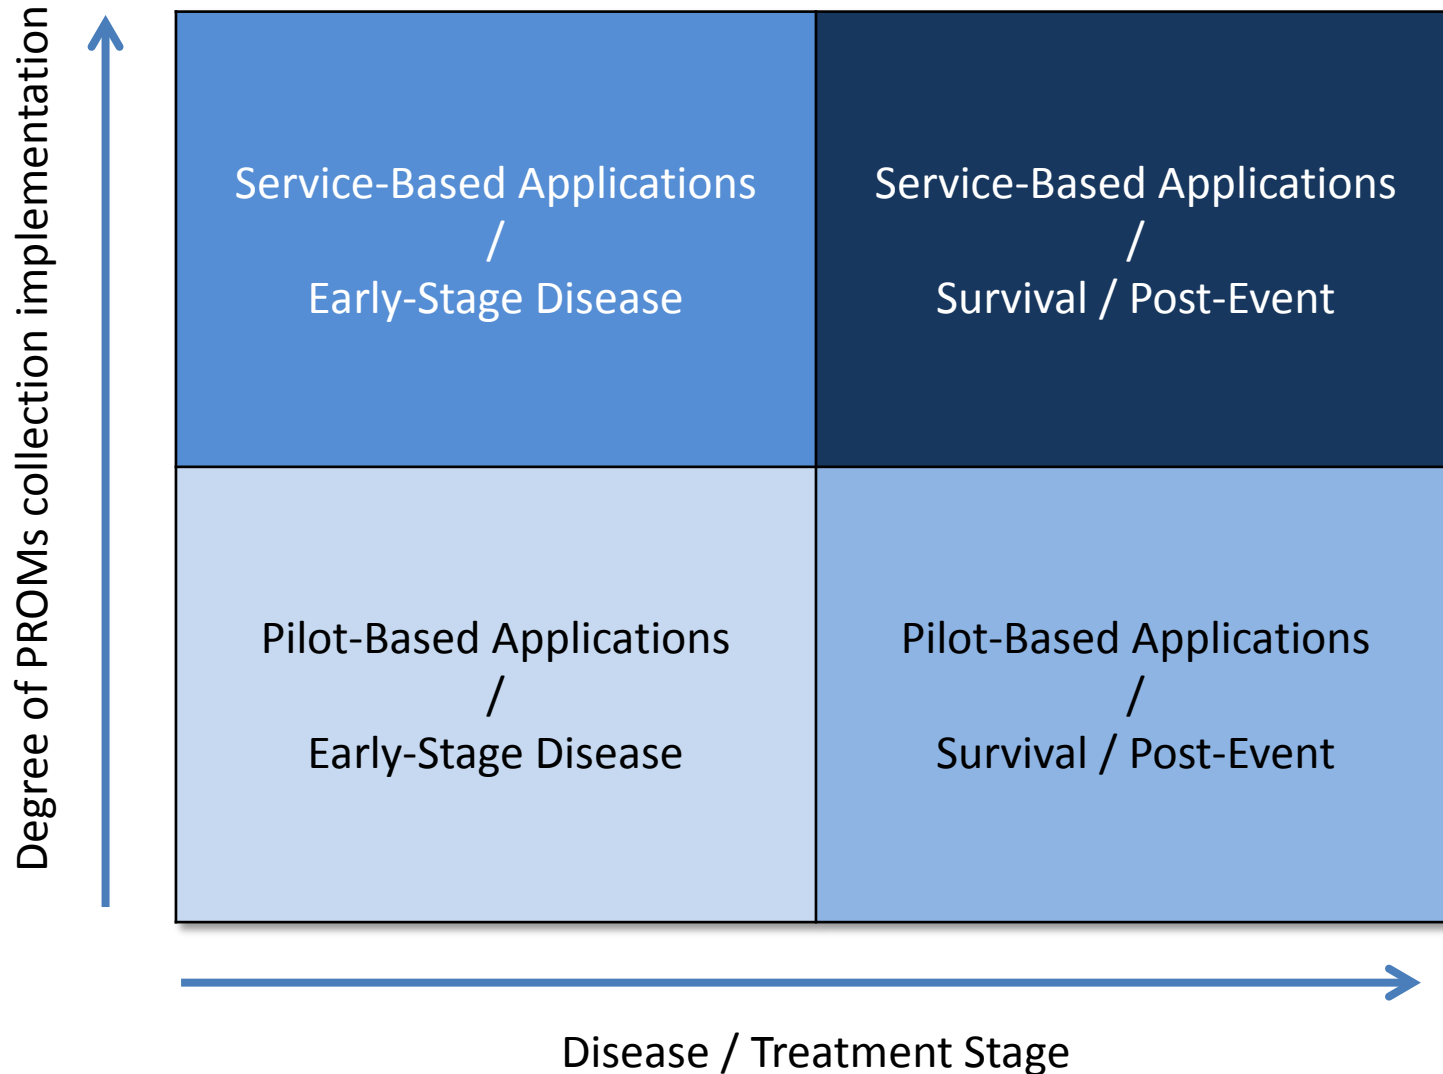 Degree of PROMs collection implementation
Service-Based Applications
/
Early-Stage Disease
Service-Based Applications
/
Survival / Post-Event
Pilot-Based Applications
/
Early-Stage Disease
Pilot-Based Applications
/
Survival / Post-Event
Disease / Treatment Stage